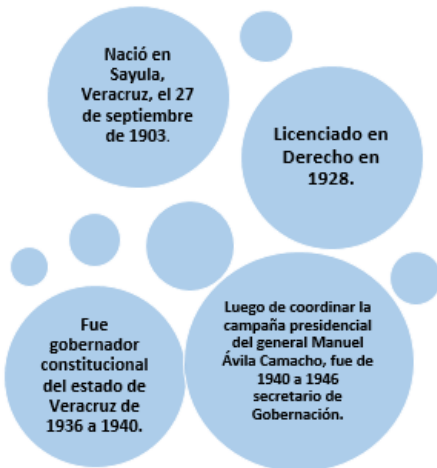 Nació en
Sayula,
Veracruz, el 27
de septiembre
de 1903.
Licenciado en
Derecho en
1928.
Fue
gobernador
constitucional
del estado de
Veracruz de
1936 a 1940.
Luego de coordinar la
campaña presidencial
del general Manuel
Ávila Camacho, fue de
1940 a 1946
secretario de
Gobernación.